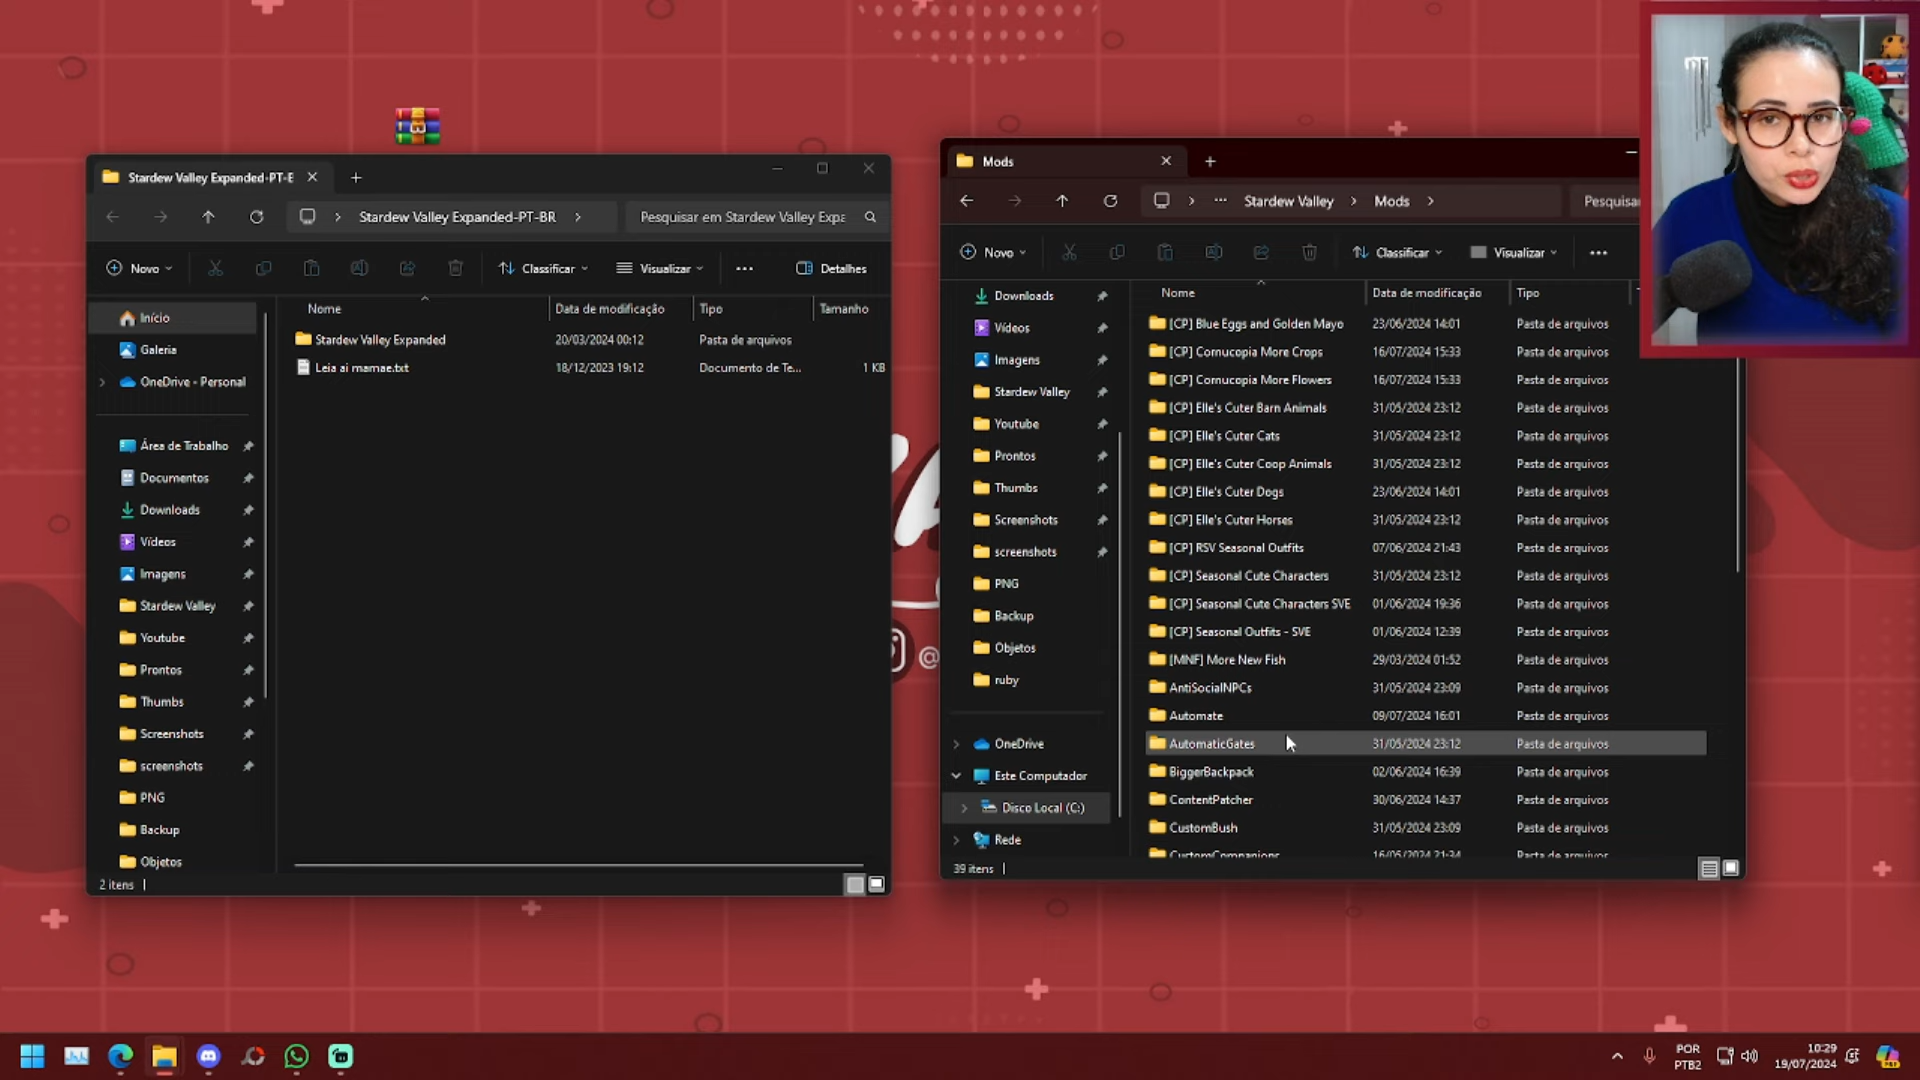 Stardew Valley Expanded-PT-E
Stardew Valley Expanded-PT-BR
Pesquisar em Stardew Valley Expa
Novo
Classificar
Visualizar
Detalhes
Nome Data de modificação Tipo Tamanho
Início
Galeria
OneDrive - Personal
Área de Trabalho
Documentos
Downloads
Vídeos
Imagens
Stardew Valley
Youtube
Prontos
Thumbs
Screenshots
screenshots
PNG
Backup
Objetos
Stardew Valley Expanded 20/03/2024 00:12 Pasta de arquivos
Leia ai mamae.txt 18/12/2023 19:12 Documento de Te... 1 KB
2 itens
Mods
Stardew Valley Mods
Pesquisar
Novo
Classificar
Visualizar
Nome Data de modificação Tipo
Downloads
Vídeos
Imagens
Stardew Valley
Youtube
Prontos
Thumbs
Screenshots
screenshots
PNG
Backup
Objetos
ruby
OneDrive
Este Computador
Disco Local (C:)
Rede
[CP] Blue Eggs and Golden Mayo 23/06/2024 14:01 Pasta de arquivos
[CP] Cornucopia More Crops 16/07/2024 15:33 Pasta de arquivos
[CP] Cornucopia More Flowers 16/07/2024 15:33 Pasta de arquivos
[CP] Elle's Cuter Barn Animals 31/05/2024 23:12 Pasta de arquivos
[CP] Elle's Cuter Cats 31/05/2024 23:12 Pasta de arquivos
[CP] Elle's Cuter Coop Animals 31/05/2024 23:12 Pasta de arquivos
[CP] Elle's Cuter Dogs 23/06/2024 14:01 Pasta de arquivos
[CP] Elle's Cuter Horses 31/05/2024 23:12 Pasta de arquivos
[CP] RSV Seasonal Outfits 07/06/2024 21:43 Pasta de arquivos
[CP] Seasonal Cute Characters 31/05/2024 23:12 Pasta de arquivos
[CP] Seasonal Cute Characters SVE 01/06/2024 19:36 Pasta de arquivos
[CP] Seasonal Outfits - SVE 01/06/2024 12:39 Pasta de arquivos
[MNF] More New Fish 29/03/2024 01:52 Pasta de arquivos
AntiSocialNPCs 31/05/2024 23:09 Pasta de arquivos
Automate 09/07/2024 16:01 Pasta de arquivos
AutomaticGates 31/05/2024 23:12 Pasta de arquivos
BiggerBackpack 02/06/2024 16:39 Pasta de arquivos
ContentPatcher 30/06/2024 14:37 Pasta de arquivos
CustomBush 31/05/2024 23:09 Pasta de arquivos
CustomCompanions 16/05/2024 21:34 Pasta de arquivos
39 itens
@
POR
PTB2
10:29
19/07/2024